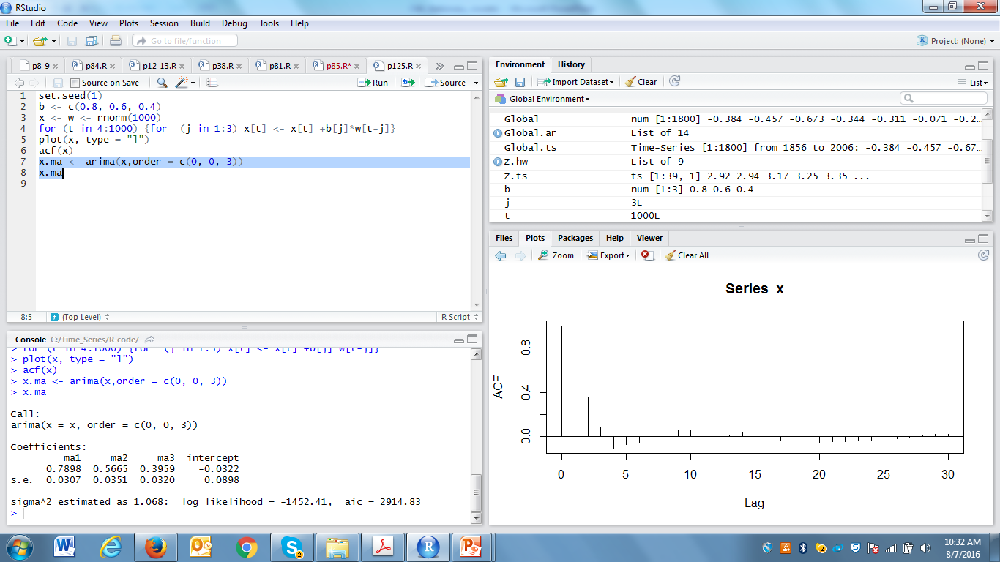 RStudio
File Edit Code View Plots Session Build Debug Tools Help
Go to file/function
Project: (None)
p8_9 p84.R p12_13.R p38.R p81.R p85.R* p125.R
Source on Save Run Source
1 set.seed(1)
2 b <- c(0.8, 0.6, 0.4)
3 x <- w <- rnorm(1000)
4 for (t in 4:1000) {for  (j in 1:3) x[t] <- x[t] +b[j]*w[t-j]}
5 plot(x, type = "l")
6 acf(x)
7 x.ma <- arima(x,order = c(0, 0, 3))
8 x.ma
9
8:5 (Top Level) R Script
Console C:/Time_Series/R-code/
> for (t in 4:1000) {for  (j in 1:3) x[t] <- x[t] +b[j]*w[t-j]}
> plot(x, type = "l")
> acf(x)
> x.ma <- arima(x,order = c(0, 0, 3))
> x.ma
Call:
arima(x = x, order = c(0, 0, 3))
Coefficients:
ma1 ma2 ma3 intercept
0.7898 0.5665 0.3959 -0.0322
s.e. 0.0307 0.0351 0.0320 0.0898
sigma^2 estimated as 1.068:  log likelihood = -1452.41,  aic = 2914.83
>
Environment History
Import Dataset Clear List
Global Environment
Global num [1:1800] -0.384 -0.457 -0.673 -0.344 -0.311 -0.071 -0.2…
Global.ar List of 14
Global.ts Time-Series [1:1800] from 1856 to 2006: -0.384 -0.457 -0.67…
Z.hw List of 9
Z.ts ts [1:39, 1] 2.92 2.94 3.17 3.25 3.35 ...
b num [1:3] 0.8 0.6 0.4
j 3L
t 1000L
Files Plots Packages Help Viewer
Zoom Export Clear All
Series x
ACF
0.8
0.4
0.0
0 5 10 15 20 25 30
Lag
10:32 AM
8/7/2016